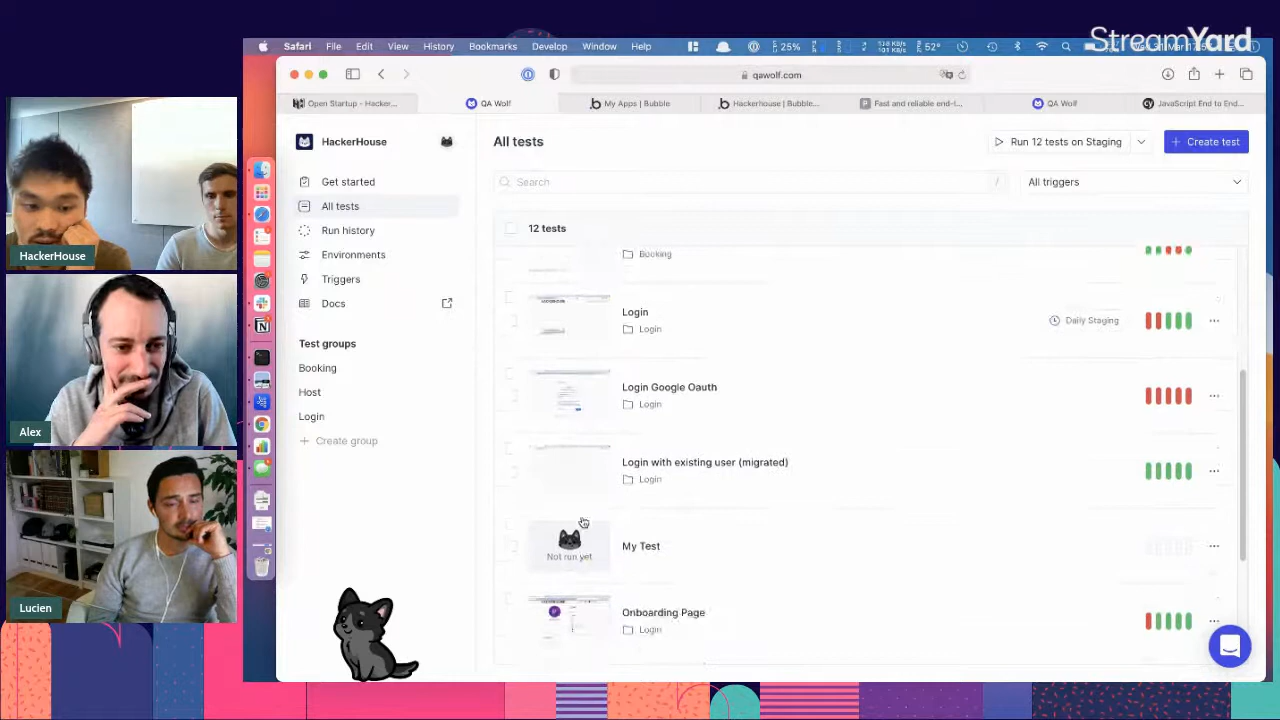 StreamYard
Safari File Edit View History Bookmarks Develop Window Help
25%
52°
qawolf.com
Open Startup - Hacker...
QA Wolf
My Apps | Bubble
Hackerhouse | Bubble...
Fast and reliable end-t...
QA Wolf
JavaScript End to End...
HackerHouse
Get started
All tests
Run history
Environments
Triggers
Docs
Test groups
Booking
Host
Login
+ Create group
All tests
Run 12 tests on Staging
+ Create test
Search
/
All triggers
12 tests
Booking
Login
Login
Daily Staging
Login Google Oauth
Login
Login with existing user (migrated)
Login
Not run yet
My Test
Onboarding Page
Login
HackerHouse
Alex
Lucien